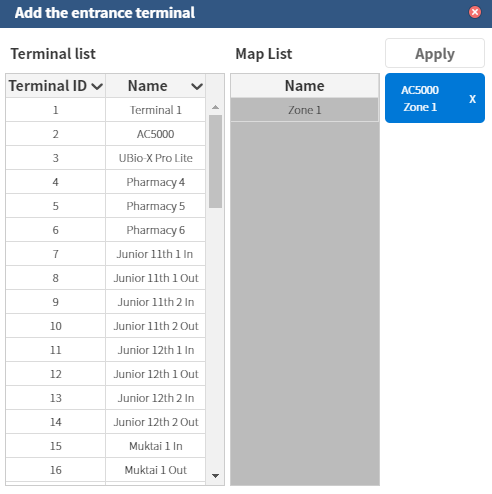 Add the entrance terminal
Terminal list
Map List
Apply
Terminal ID Name
1 Terminal 1
2 AC5000
3 UBio-X Pro Lite
4 Pharmacy 4
5 Pharmacy 5
6 Pharmacy 6
7 Junior 11th 1 In
8 Junior 11th 1 Out
9 Junior 11th 2 In
10 Junior 11th 2 Out
11 Junior 12th 1 In
12 Junior 12th 1 Out
13 Junior 12th 2 In
14 Junior 12th 2 Out
15 Muktai 1 In
16 Muktai 1 Out
Name
Zone 1
AC5000
Zone 1
X